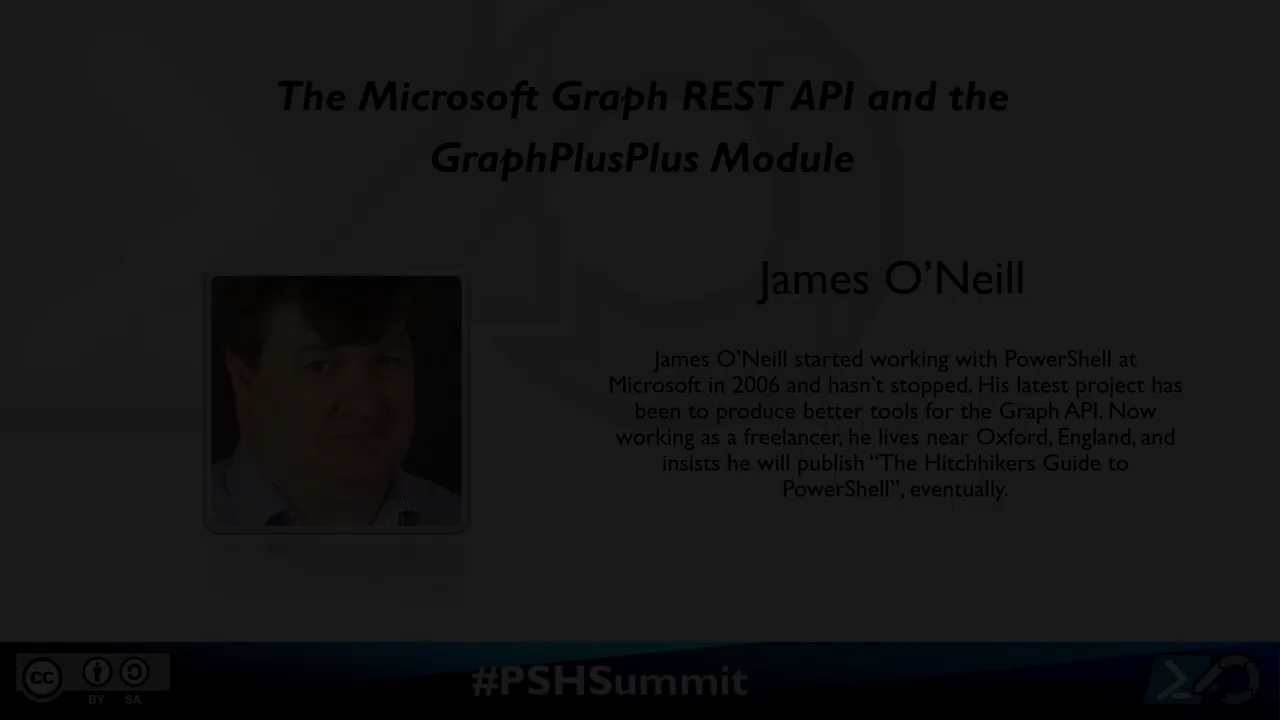 The Microsoft Graph REST API and the
GraphPlusPlus Module
James O’Neill
James O’Neill started working with PowerShell at
Microsoft in 2006 and hasn’t stopped. His latest project has
been to produce better tools for the Graph API. Now
working as a freelancer, he lives near Oxford, England, and
insists he will publish “The Hitchhikers Guide to
PowerShell”, eventually.
cc
BY SA
#PSHSummit